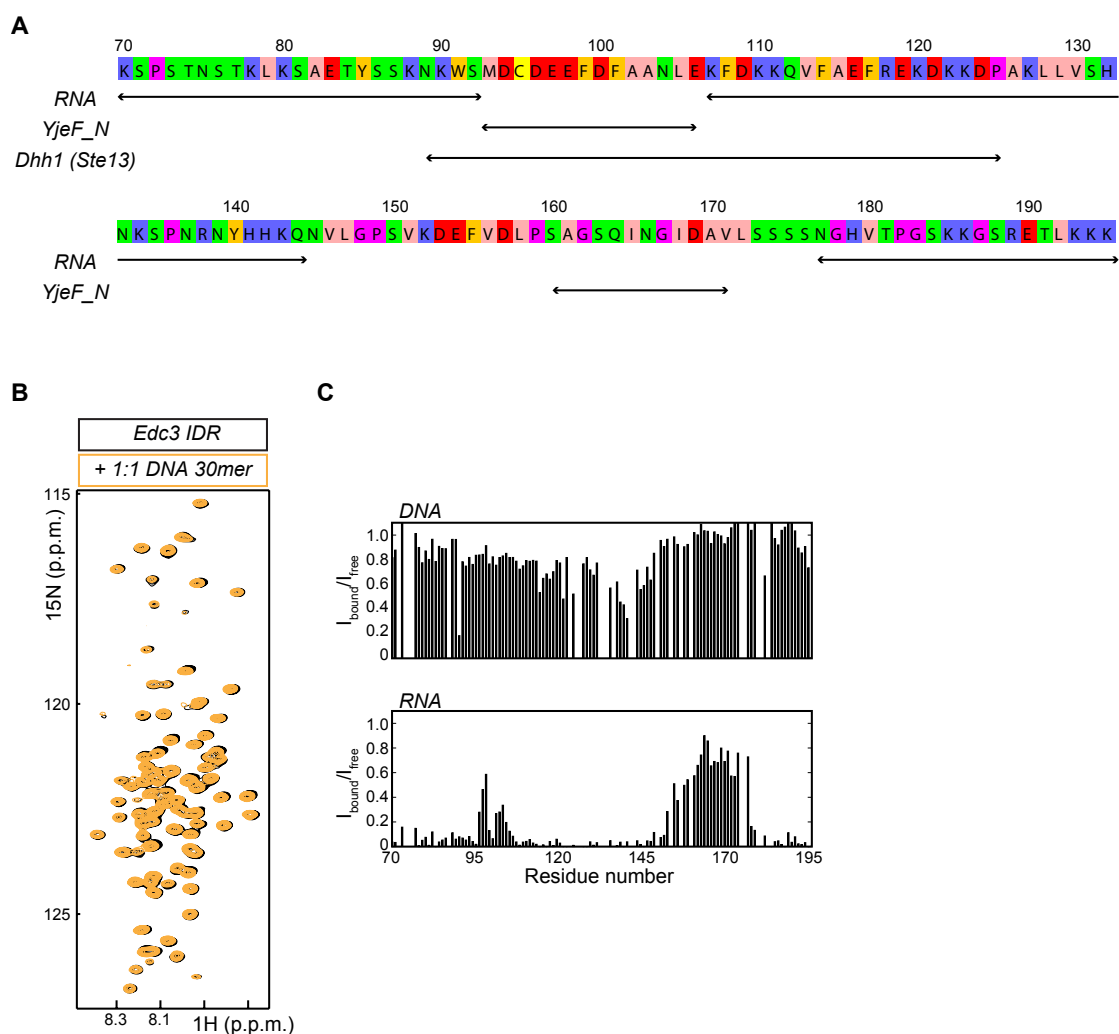 A
70 80 90 100 110 120 130
K S P S T N S T K L K S A E T Y S S K N K W S M D C D E E F D F A A N L E K F D K K Q V F A E F R E K D K K D P A K L L V S H
RNA
YjeF_N
Dhh1 (Ste13)
140 150 160 170 180 190
N K S P N R N Y H H K Q N V L G P S V K D E F V D L P S A G S Q I N G I D A V L S S S S N G H V T P G S K K G S R E T L K K K
RNA
YjeF_N
B
Edc3 IDR
+ 1:1 DNA 30mer
115
120
125
15N (p.p.m.)
8.3 8.1
1H (p.p.m.)
C
DNA
1.0
0.8
0.6
0.4
0.2
0
Ibound/Ifree
RNA
1.0
0.8
0.6
0.4
0.2
0
Ibound/Ifree
70 95 120 145 170 195
Residue number